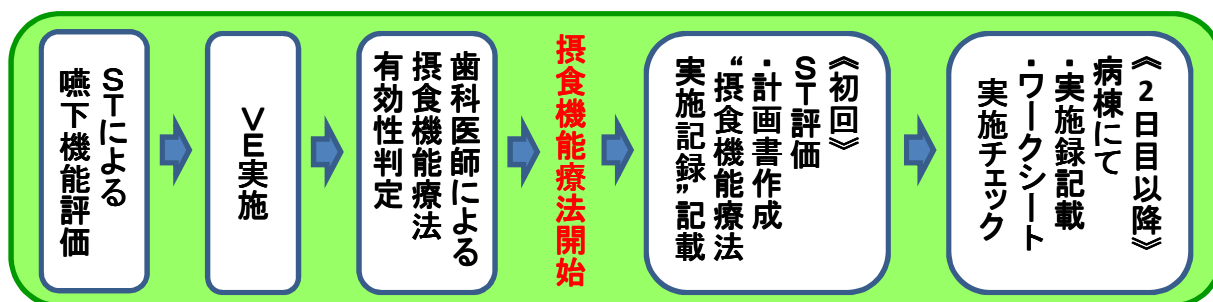 STによる
嚥下機能評価
VE実施
歯科医師による
摂食機能療法
有効性判定
摂食機能療法開始
《初回》
ST評価
・計画書作成
“摂食機能療法
実施記録”記載
《2日目以降》
病棟にて
・実施録記載
・ワークシート
実施チェック